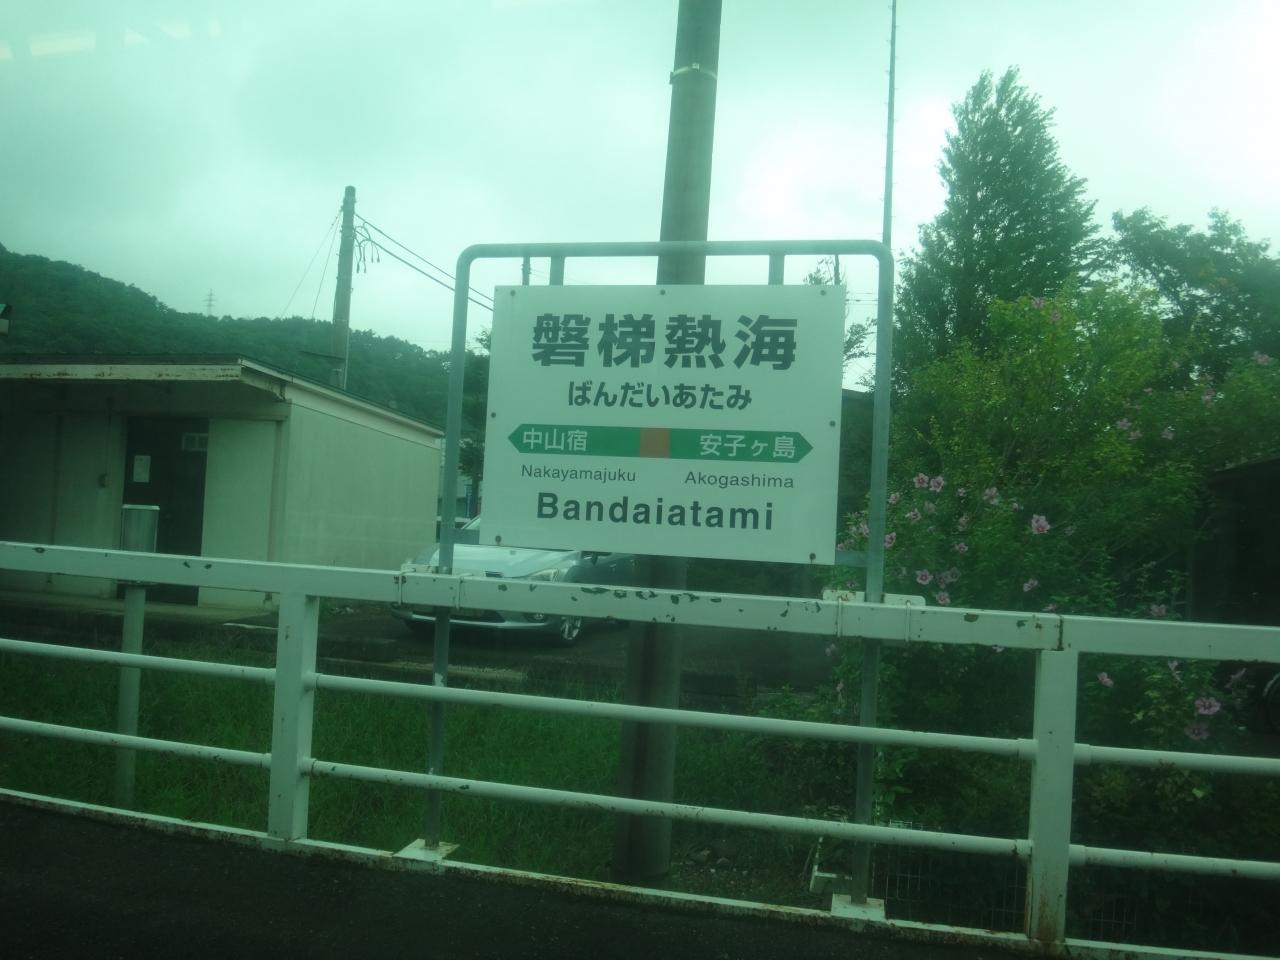 磐梯熱海
ばんだいあたみ
中山宿 安子ヶ島
Nakayamajuku Akogashima
Bandaiatami